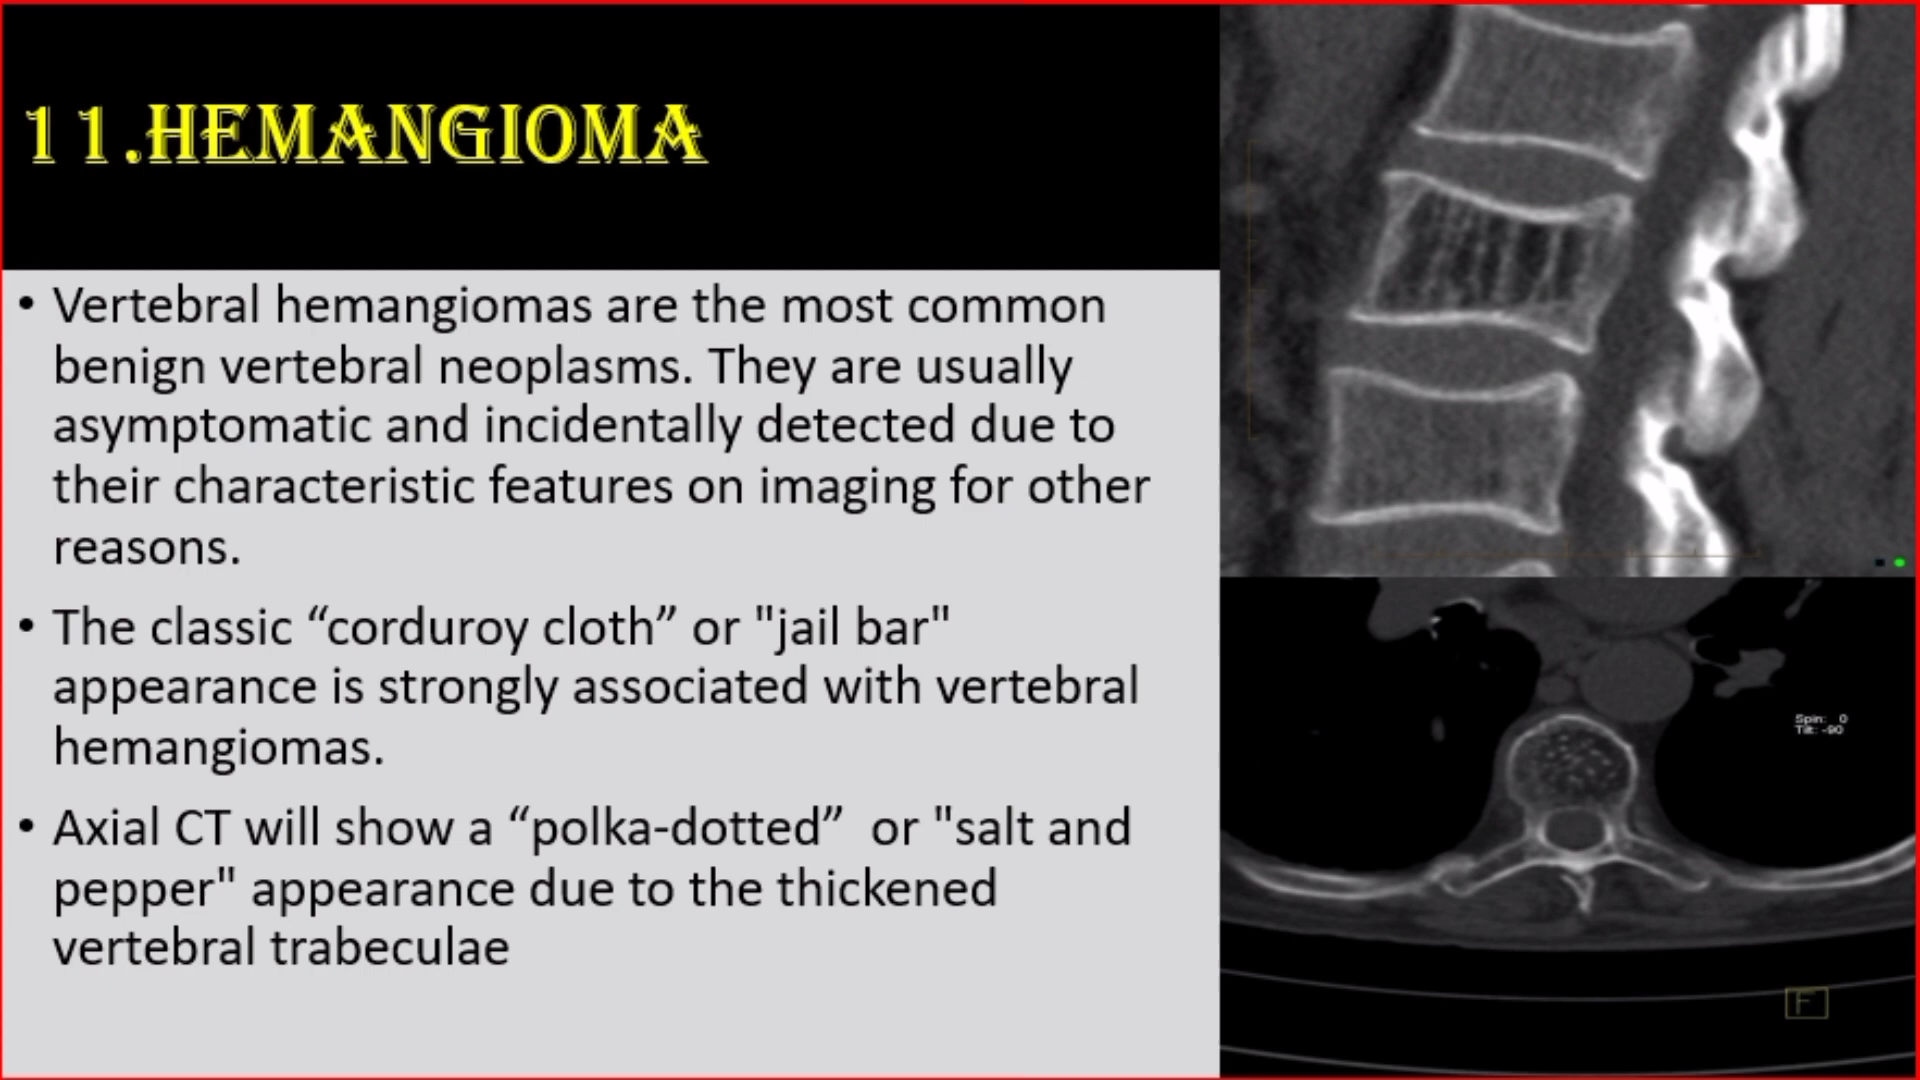 11.HEMANGIOMA
• Vertebral hemangiomas are the most common
benign vertebral neoplasms. They are usually
asymptomatic and incidentally detected due to
their characteristic features on imaging for other
reasons.
• The classic “corduroy cloth” or "jail bar"
appearance is strongly associated with vertebral
hemangiomas.
• Axial CT will show a “polka-dotted”  or "salt and
pepper" appearance due to the thickened
vertebral trabeculae
Spin: 0
Tilt: -90
F